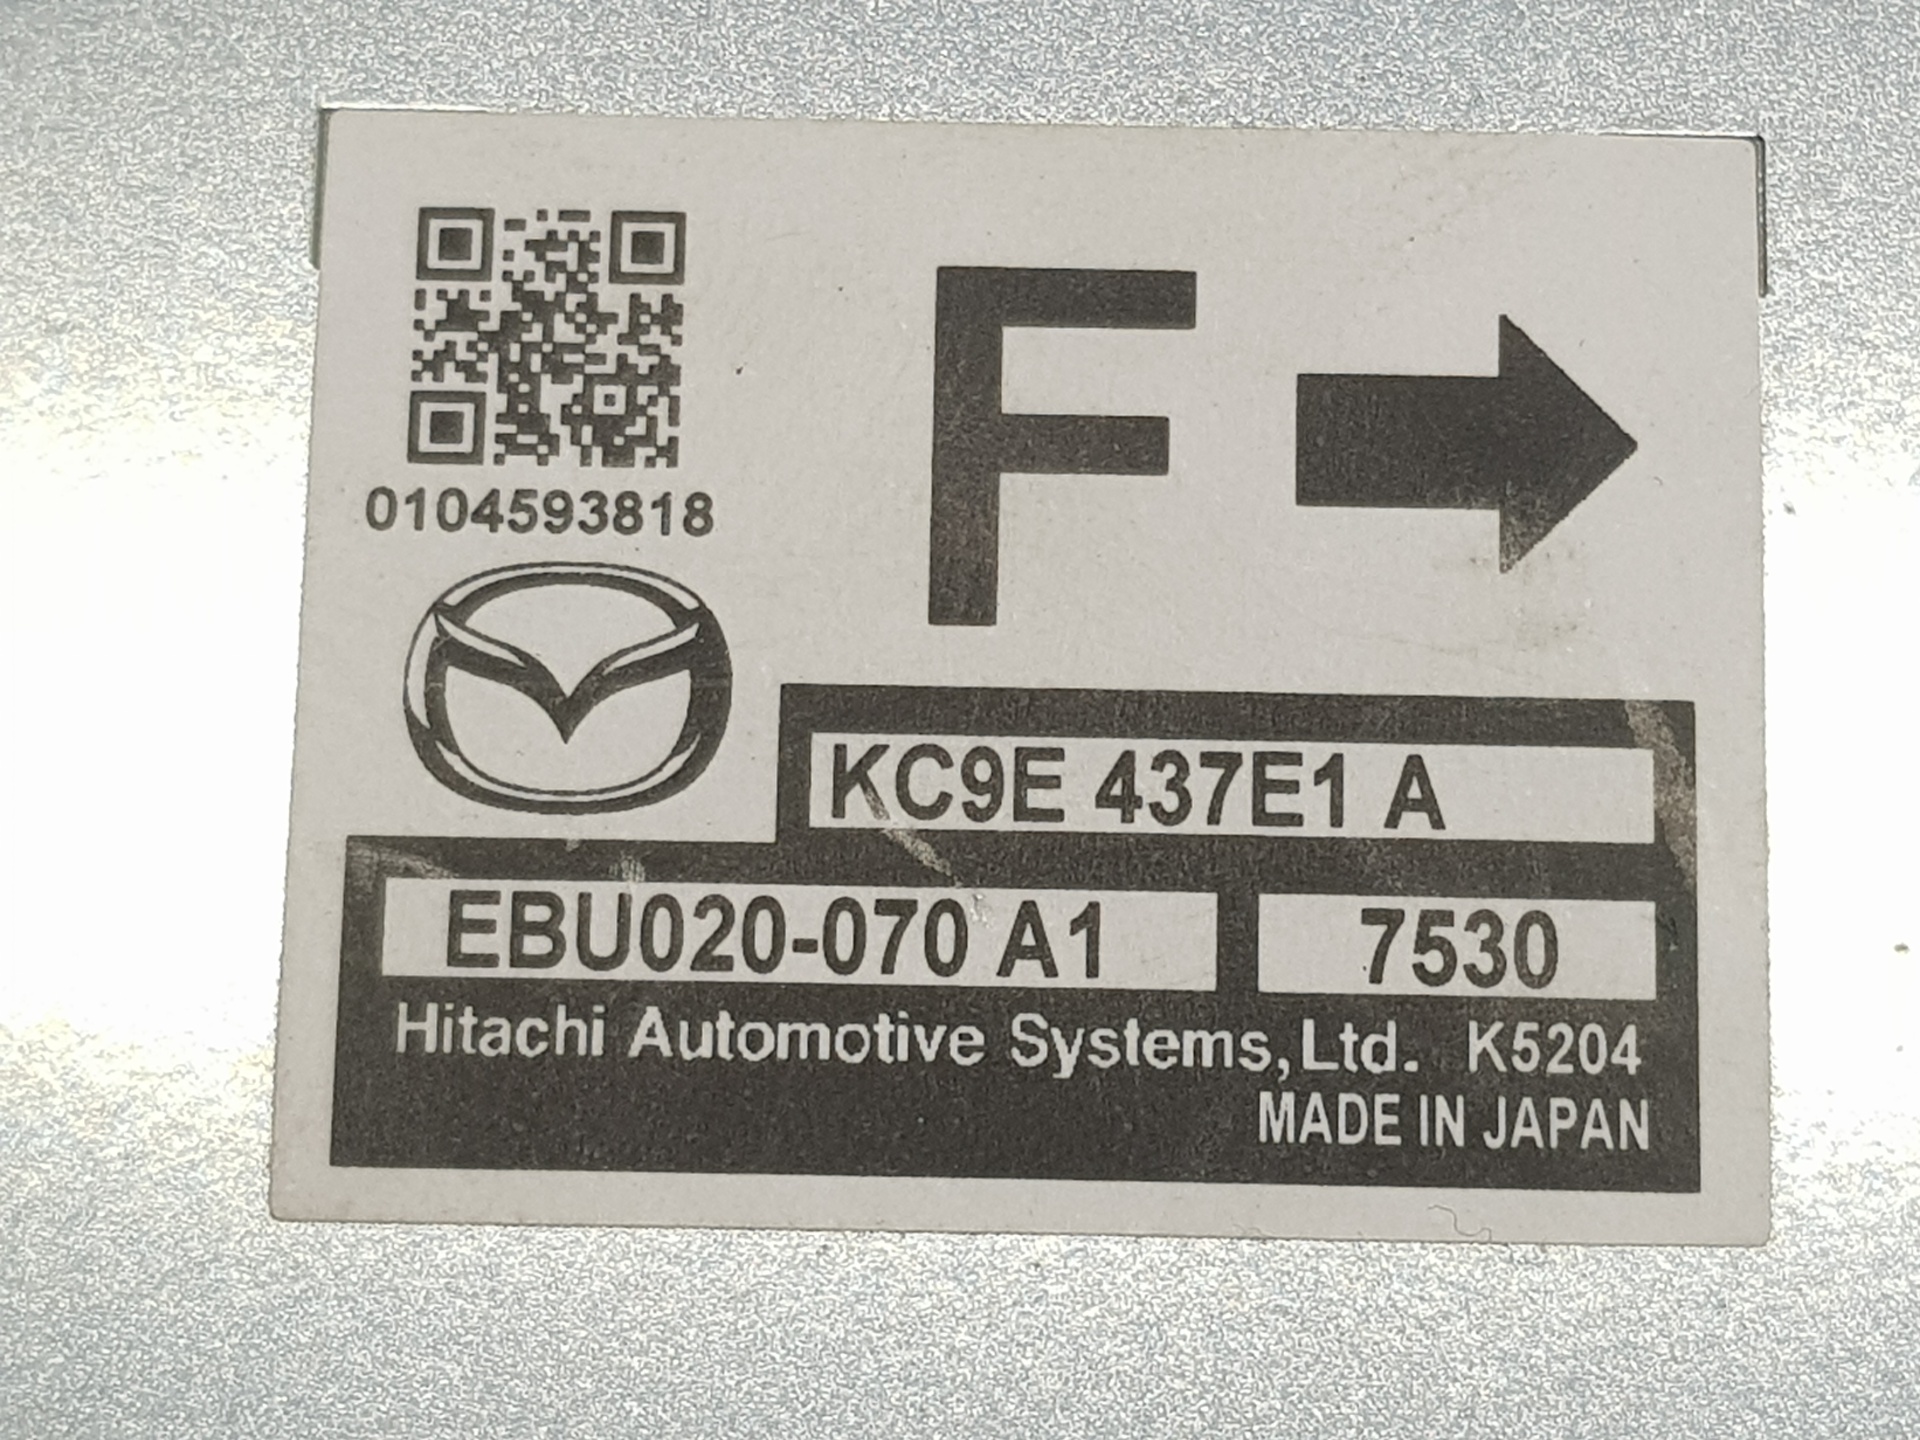 F
0104593818
KC9E 437E1 A
EBU020-070 A1 7530
Hitachi Automotive Systems,Ltd. K5204
MADE IN JAPAN